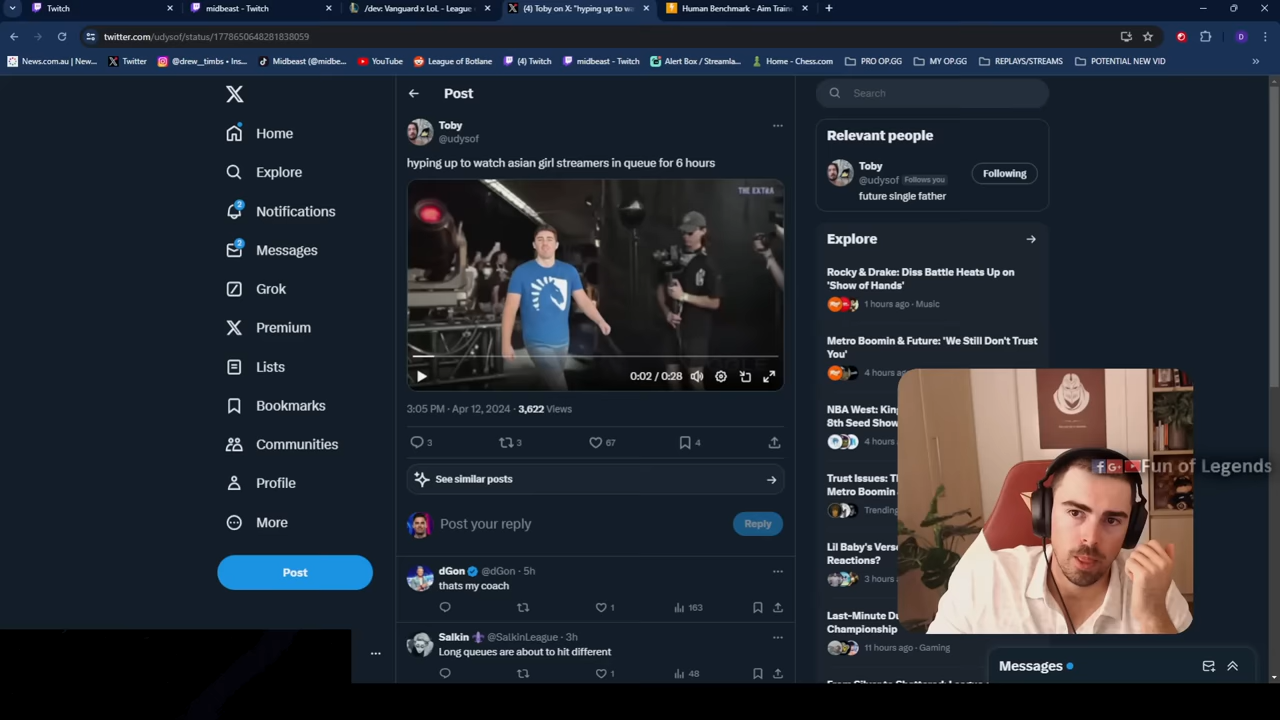 Twitch
midbeast - Twitch
/dev: Vanguard x LoL - League
(4) Toby on X: "hyping up to wa
Human Benchmark - Aim Traine
twitter.com/udysof/status/1778650648281838059
News.com.au | New...
Twitter
@drew_timbs • Ins...
Midbeast (@midbe...
YouTube
League of Botlane
(4) Twitch
midbeast - Twitch
Alert Box / Streamla...
Home - Chess.com
PRO OP.GG
MY OP.GG
REPLAYS/STREAMS
POTENTIAL NEW VID
Home
Explore
2
Notifications
2
Messages
Grok
Premium
Lists
Bookmarks
Communities
Profile
More
Post
Post
Toby
@udysof
hyping up to watch asian girl streamers in queue for 6 hours
THE EXTRA
0:02 / 0:28
3:05 PM · Apr 12, 2024 · 3,622 Views
3 3 67 4
See similar posts
Post your reply
Reply
dGon @dGon · 5h
thats my coach
1 163
Salkin @SalkinLeague · 3h
Long queues are about to hit different
1 48
Search
Relevant people
Toby
@udysof Follows you
Following
future single father
Explore
Rocky & Drake: Diss Battle Heats Up on
'Show of Hands'
1 hours ago · Music
Metro Boomin & Future: 'We Still Don't Trust
You'
4 hours ago
NBA West: King
8th Seed Show
4 hours a
Trust Issues: Th
Metro Boomin
Trending
Lil Baby's Verse
Reactions?
3 hours a
Last-Minute Du
Championship
11 hours ago · Gaming
Fun of Legends
Messages